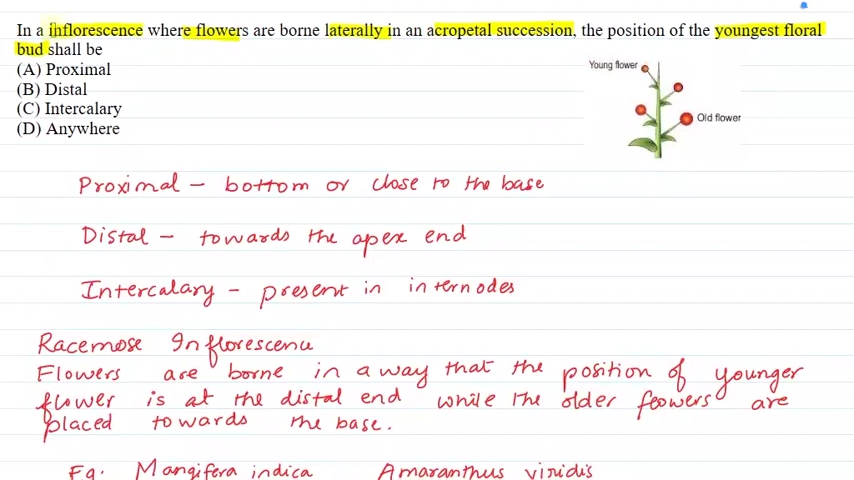 In a inflorescence where flowers are borne laterally in an acropetal succession, the position of the youngest floral
bud shall be
(A) Proximal
(B) Distal
(C) Intercalary
(D) Anywhere
Young flower
Old flower
Proximal – bottom or close to the base
Distal – towards the apex end
Intercalary – present in internodes
Racemose Inflorescence
Flowers are borne in a way that the position of younger
flower is at the distal end while the older flowers are
placed towards the base.
Eg. Mangifera indica Amaranthus viridis